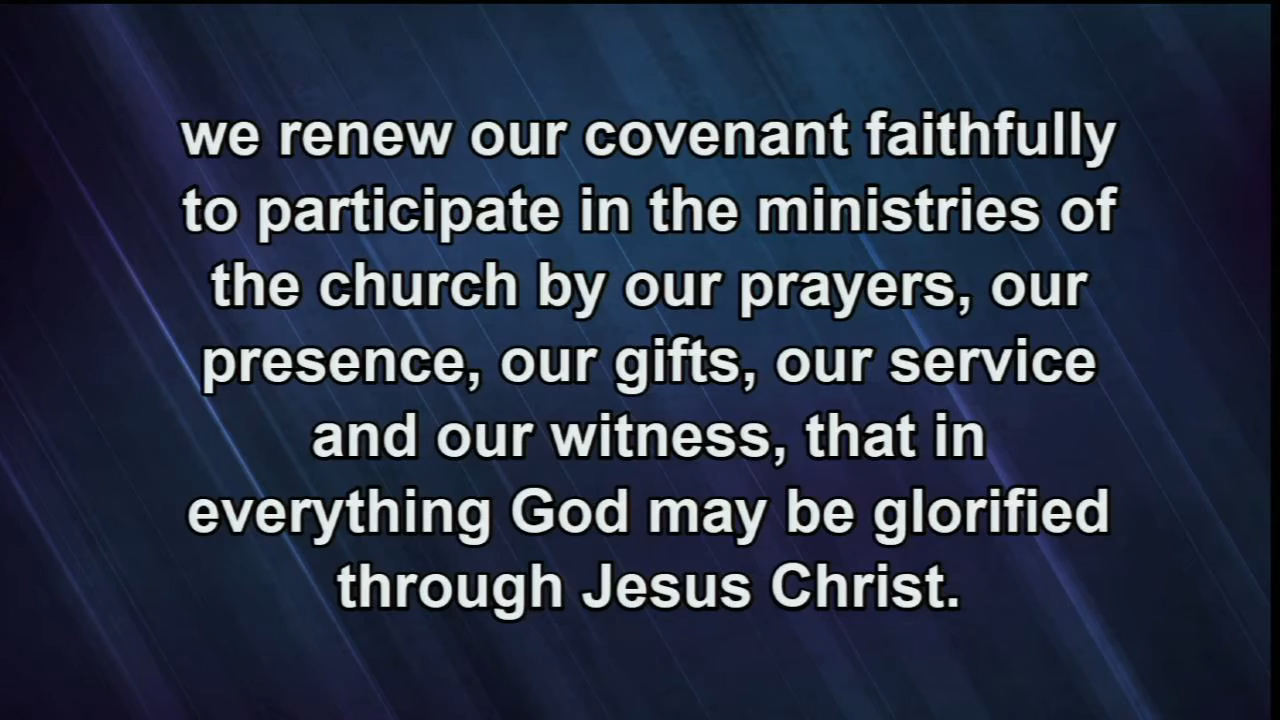 we renew our covenant faithfully
to participate in the ministries of
the church by our prayers, our
presence, our gifts, our service
and our witness, that in
everything God may be glorified
through Jesus Christ.